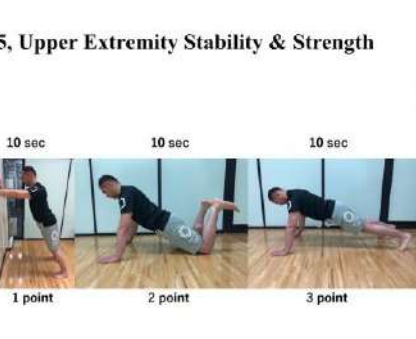 5, Upper Extremity Stability & Strength
10 sec 10 sec 10 sec
1 point 2 point 3 point